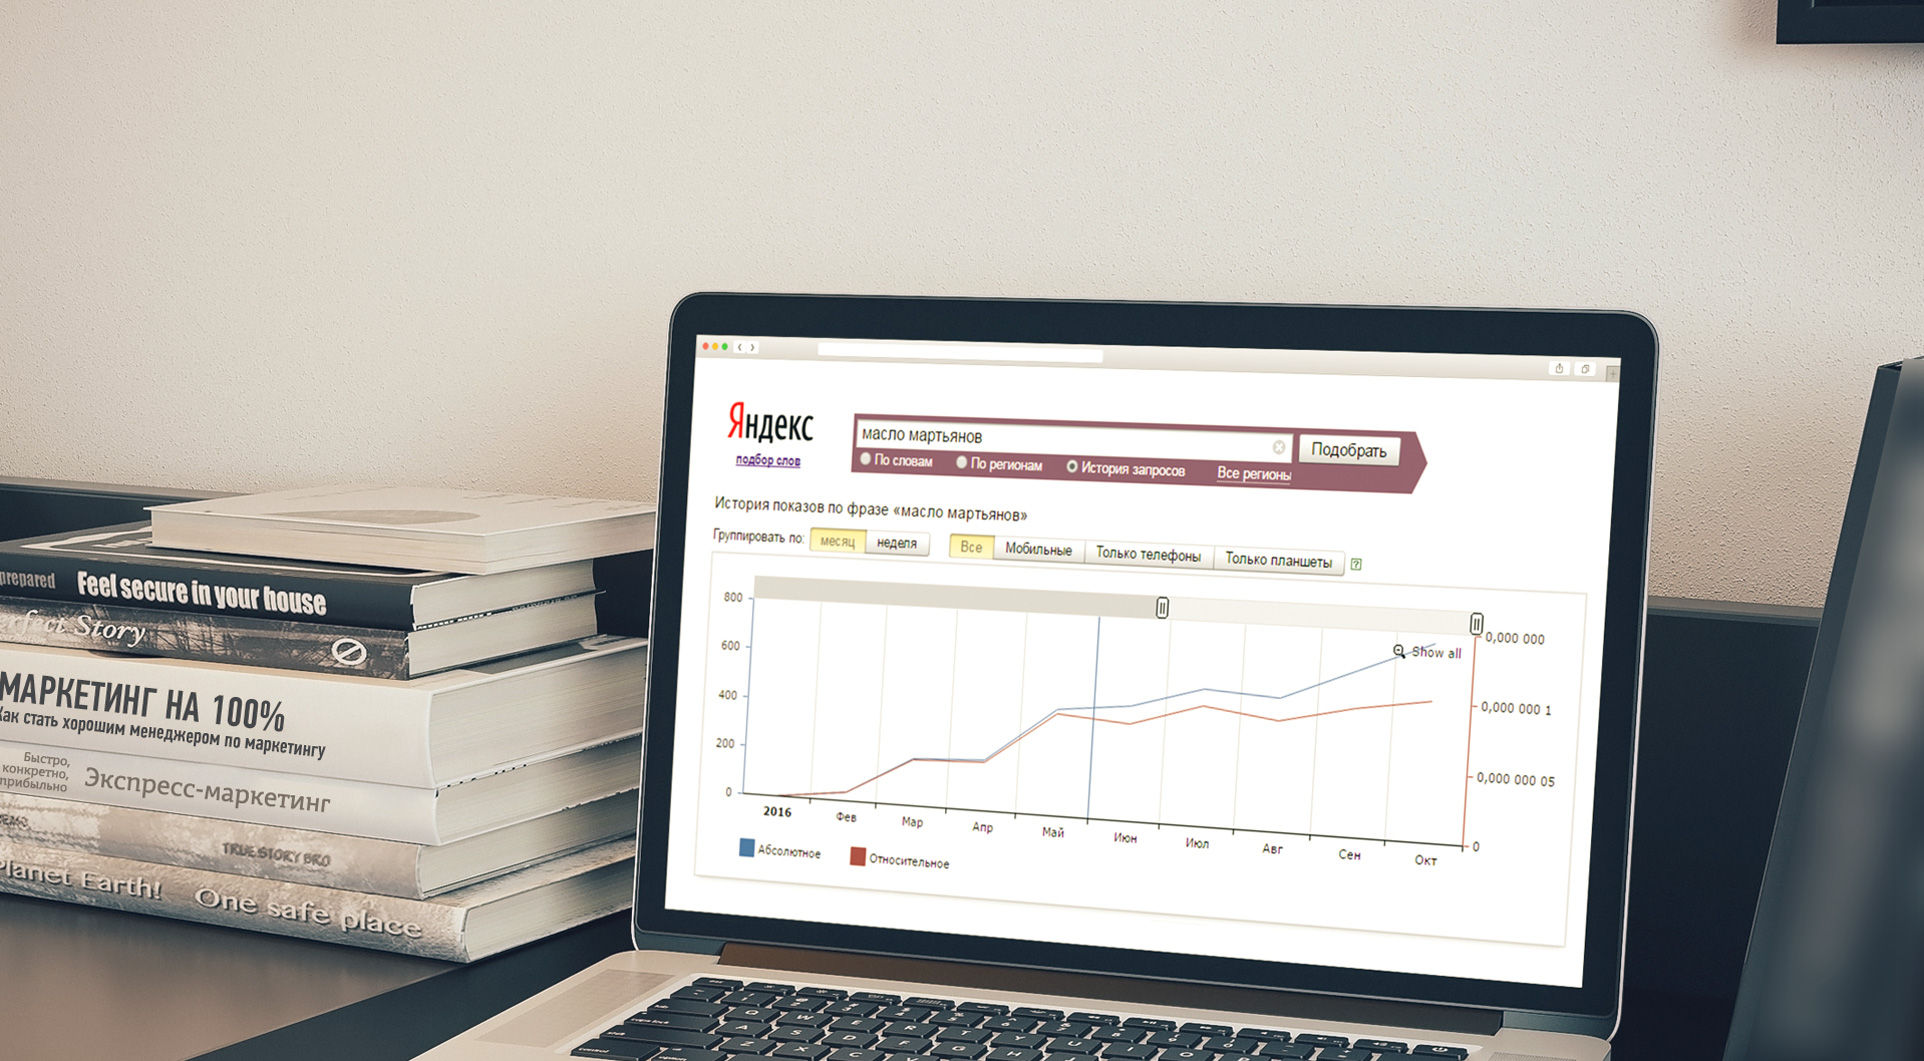 Яндекс
подбор слов
масло мартьянов
Подобрать
По словам По регионам История запросов Все регионы
История показов по фразе «масло мартьянов»
Группировать по: месяц неделя Все Мобильные Только телефоны Только планшеты ?
800
600
400
200
0
Show all
0,000 000
0,000 000 1
0,000 000 05
0
2016 Фев Мар Апр Май Июн Июл Авг Сен Окт
Абсолютное Относительное
prepared Feel secure in your house
Story
МАРКЕТИНГ НА 100%
Как стать хорошим менеджером по маркетингу
Быстро,
конкретно,
прибыльно
Экспресс-маркетинг
TRUE STORY BRO
Planet Earth! One safe place